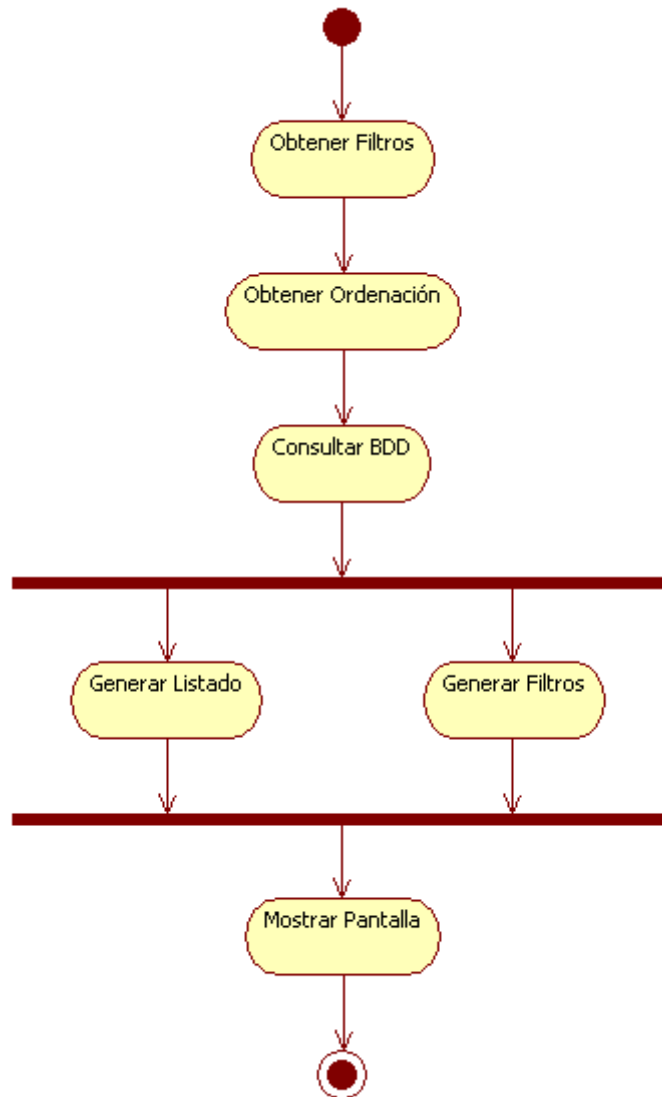 Obtener Filtros
Obtener Ordenación
Consultar BDD
Generar Listado
Generar Filtros
Mostrar Pantalla